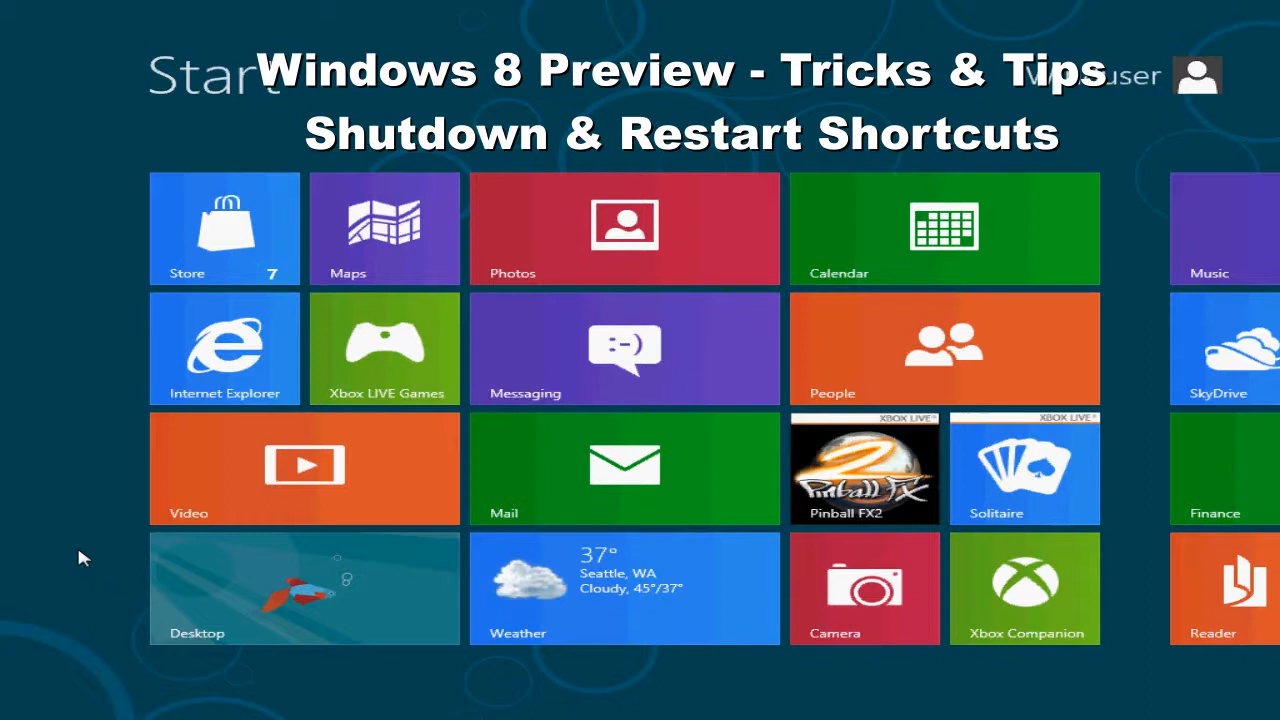 Start
Windows 8 Preview - Tricks & Tips
user
Shutdown & Restart Shortcuts
Store 7
Maps
Photos
Calendar
Music
Internet Explorer
Xbox LIVE Games
Messaging
People
SkyDrive
XBOX LIVE®
XBOX LIVE®
Video
Mail
2
Pinball FX
Pinball FX2
Solitaire
Finance
37°
Seattle, WA
Cloudy, 45°/37°
Desktop
Weather
Camera
Xbox Companion
Reader